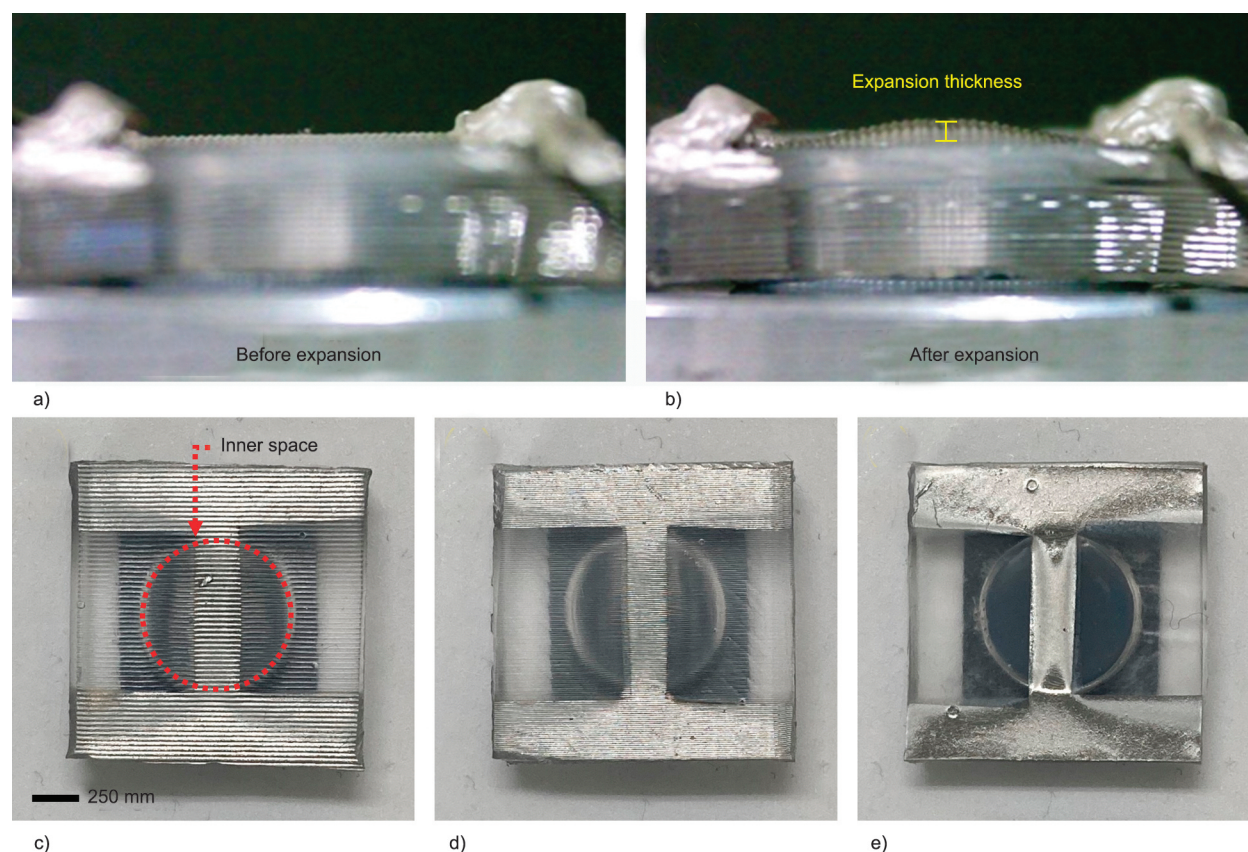 Expansion thickness
Before expansion
After expansion
a)
b)
Inner space
250 mm
c)
d)
e)